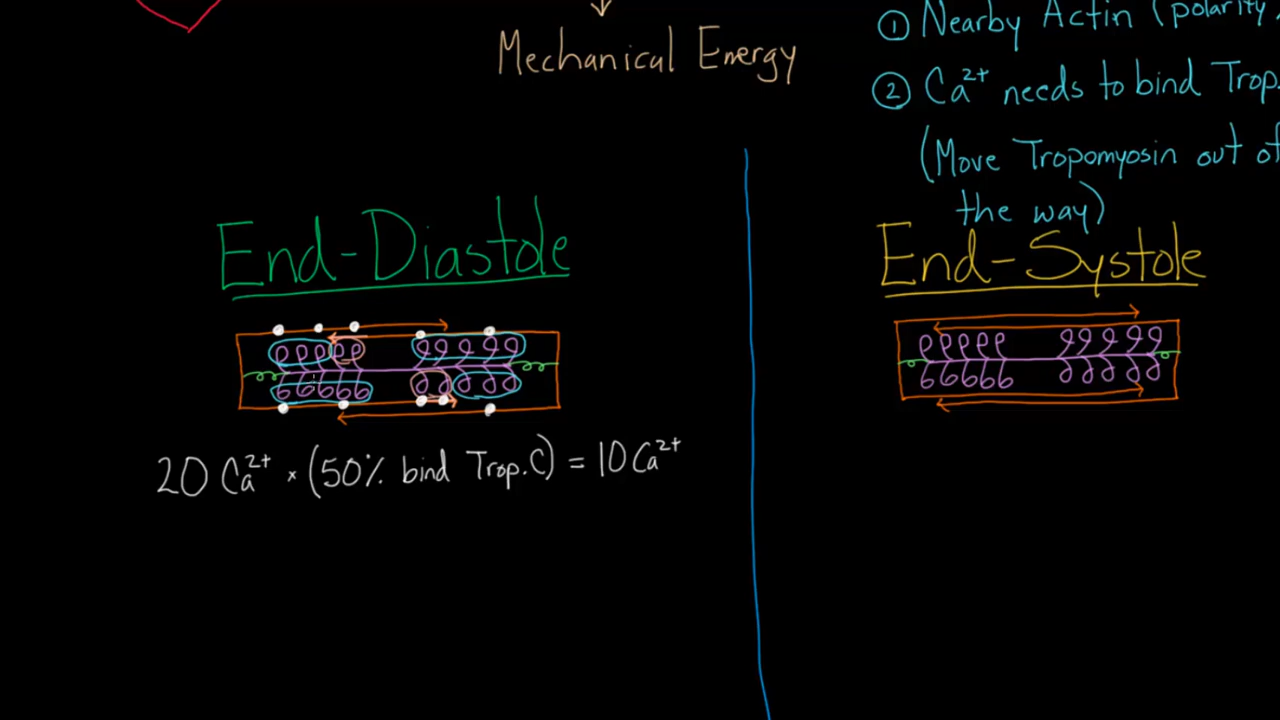 Mechanical Energy
① Nearby Actin (polarity
② Ca²⁺ needs to bind Trop.
(Move Tropomyosin out of
the way)
End-Diastole
End-Systole
20 Ca²⁺ × (50% bind Trop. C) = 10 Ca²⁺